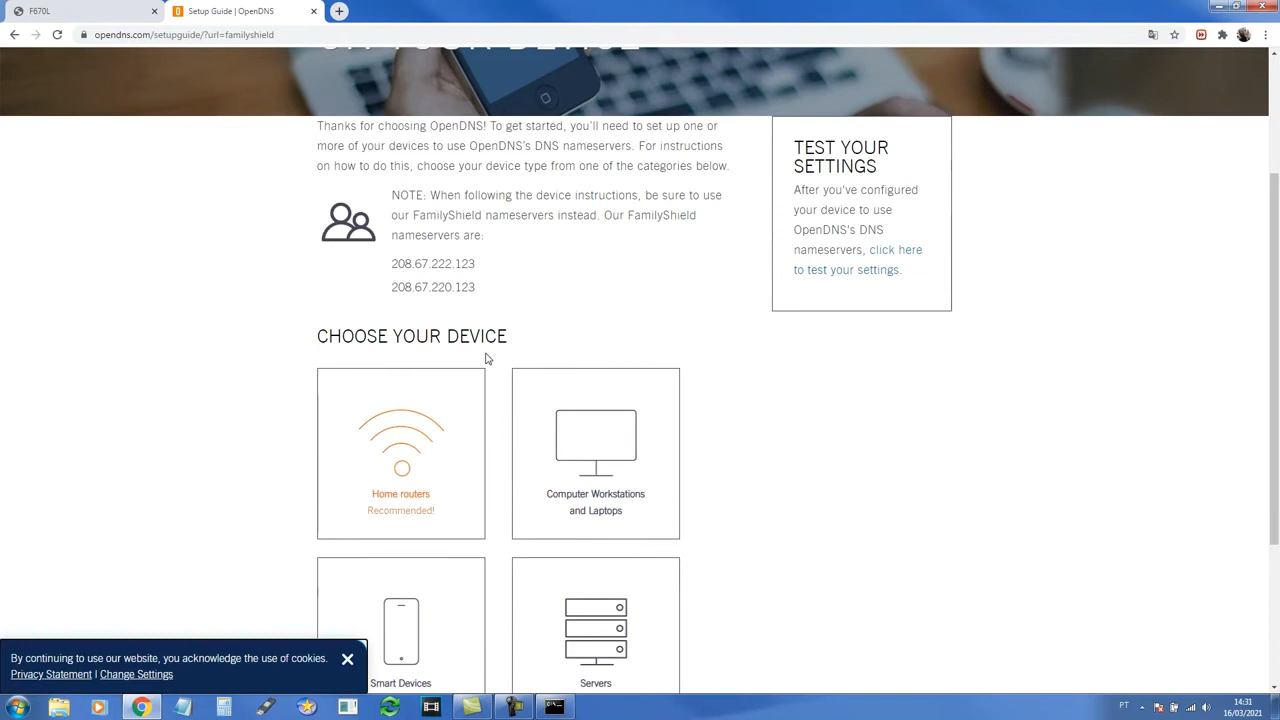 F670L
Setup Guide | OpenDNS
opendns.com/setupguide/?url=familyshield
Thanks for choosing OpenDNS! To get started, you'll need to set up one or
more of your devices to use OpenDNS's DNS nameservers. For instructions
on how to do this, choose your device type from one of the categories below.
NOTE: When following the device instructions, be sure to use
our FamilyShield nameservers instead. Our FamilyShield
nameservers are:
208.67.222.123
208.67.220.123
TEST YOUR
SETTINGS
After you've configured
your device to use
OpenDNS's DNS
nameservers, click here
to test your settings.
CHOOSE YOUR DEVICE
Home routers
Recommended!
Computer Workstations
and Laptops
Smart Devices
Servers
By continuing to use our website, you acknowledge the use of cookies.
Privacy Statement | Change Settings
PT
14:31
16/03/2021